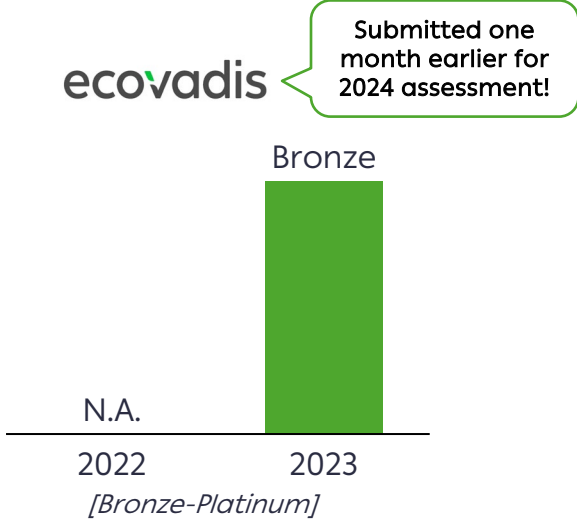 Submitted one
month earlier for
2024 assessment!
ecovadis
Bronze
N.A.
2022 2023
[Bronze-Platinum]